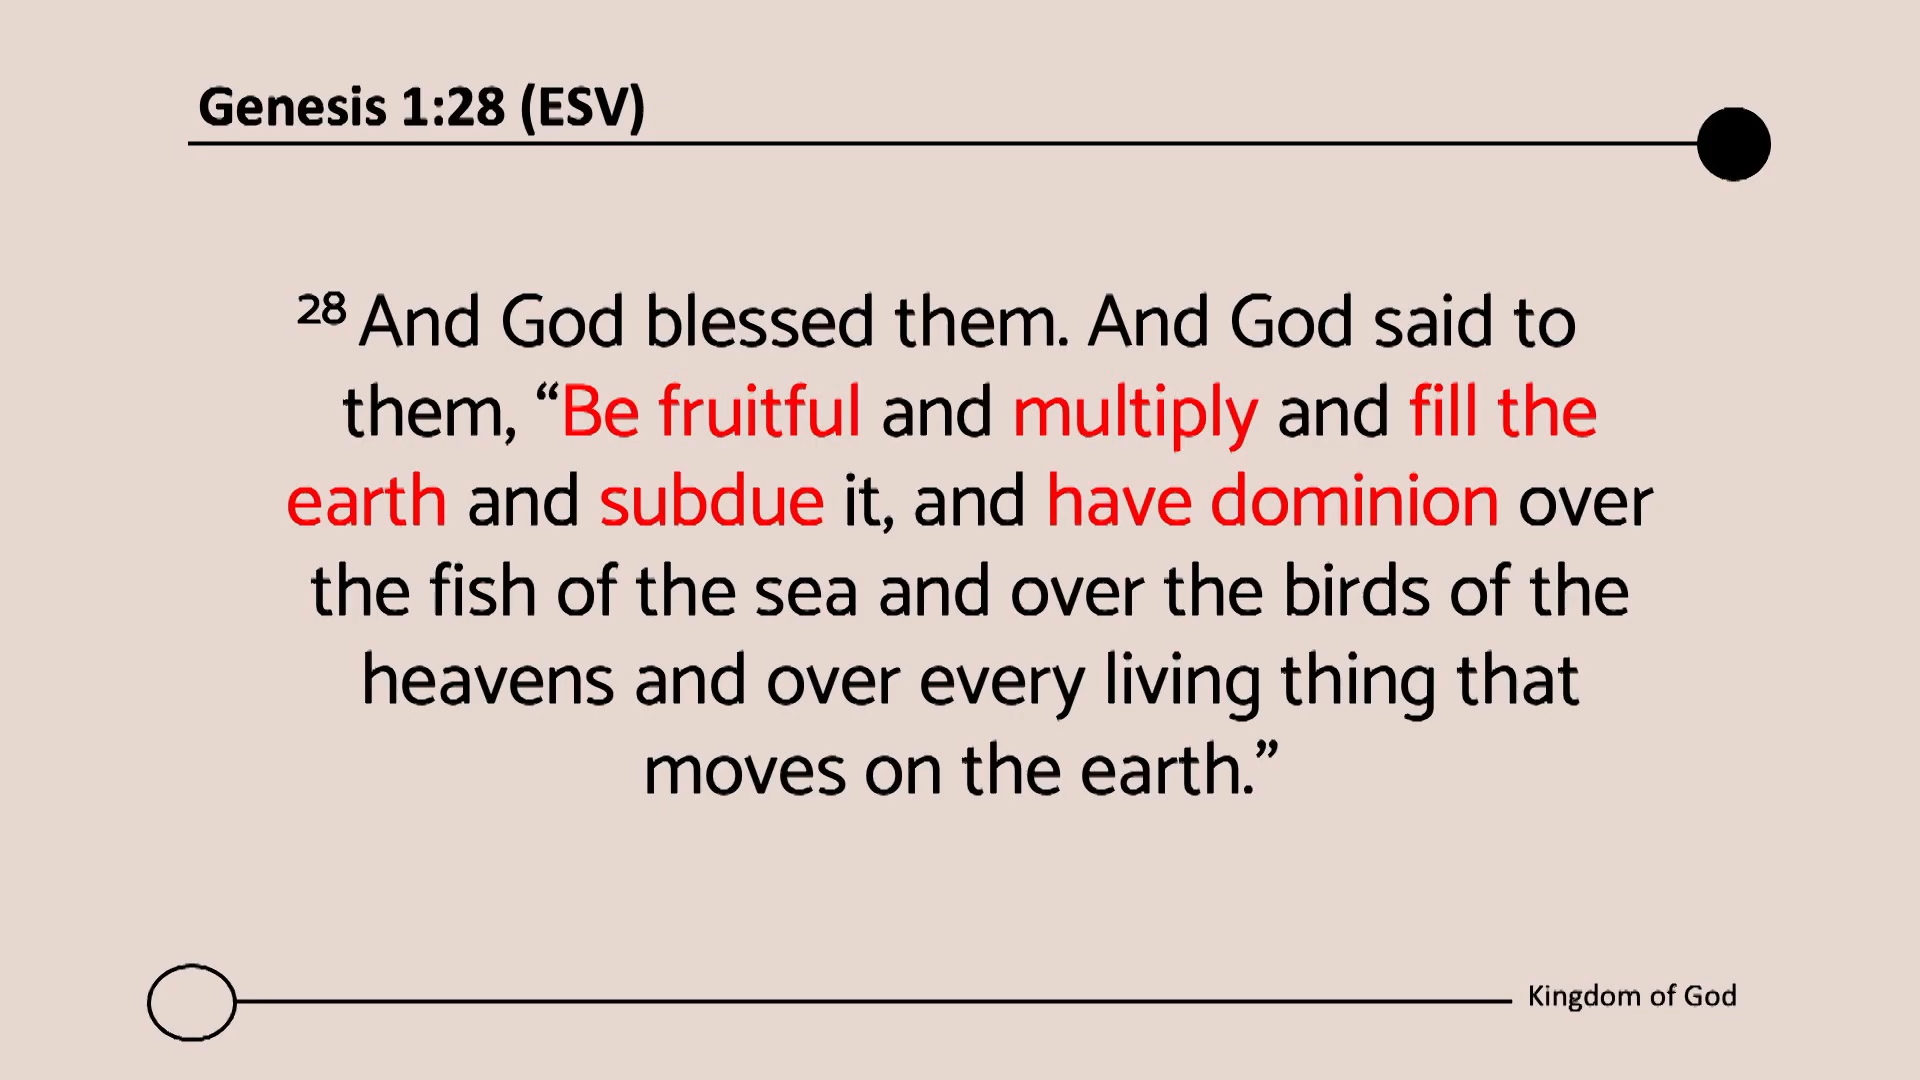 Genesis 1:28 (ESV)
²⁸ And God blessed them. And God said to
them, “Be fruitful and multiply and fill the
earth and subdue it, and have dominion over
the fish of the sea and over the birds of the
heavens and over every living thing that
moves on the earth.”
Kingdom of God